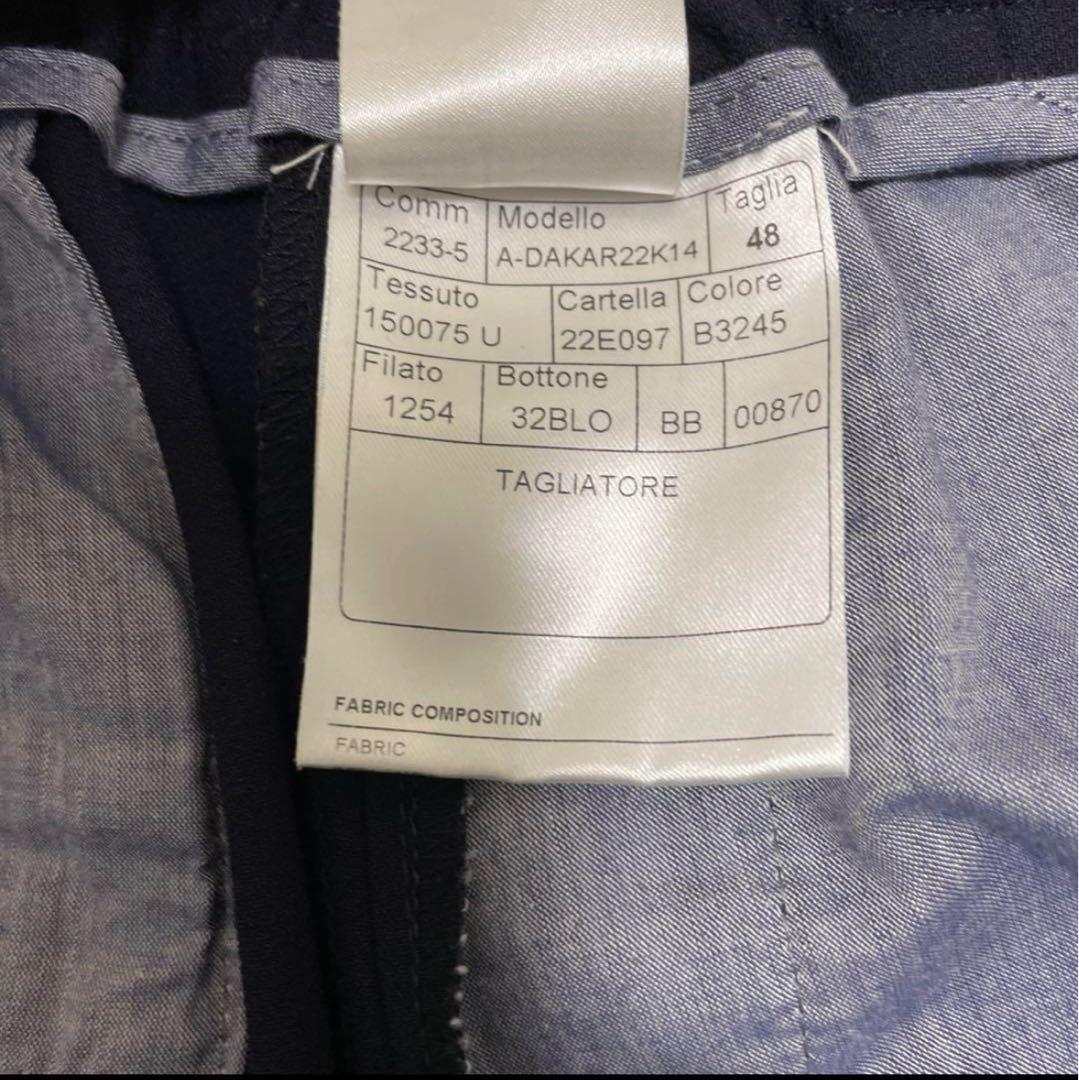 Comm Modello Taglia
2233-5 A-DAKAR22K14 48
Tessuto Cartella Colore
150075 U 22E097 B3245
Filato Bottone
1254 32BLO BB 00870
TAGLIATORE
FABRIC COMPOSITION
FABRIC